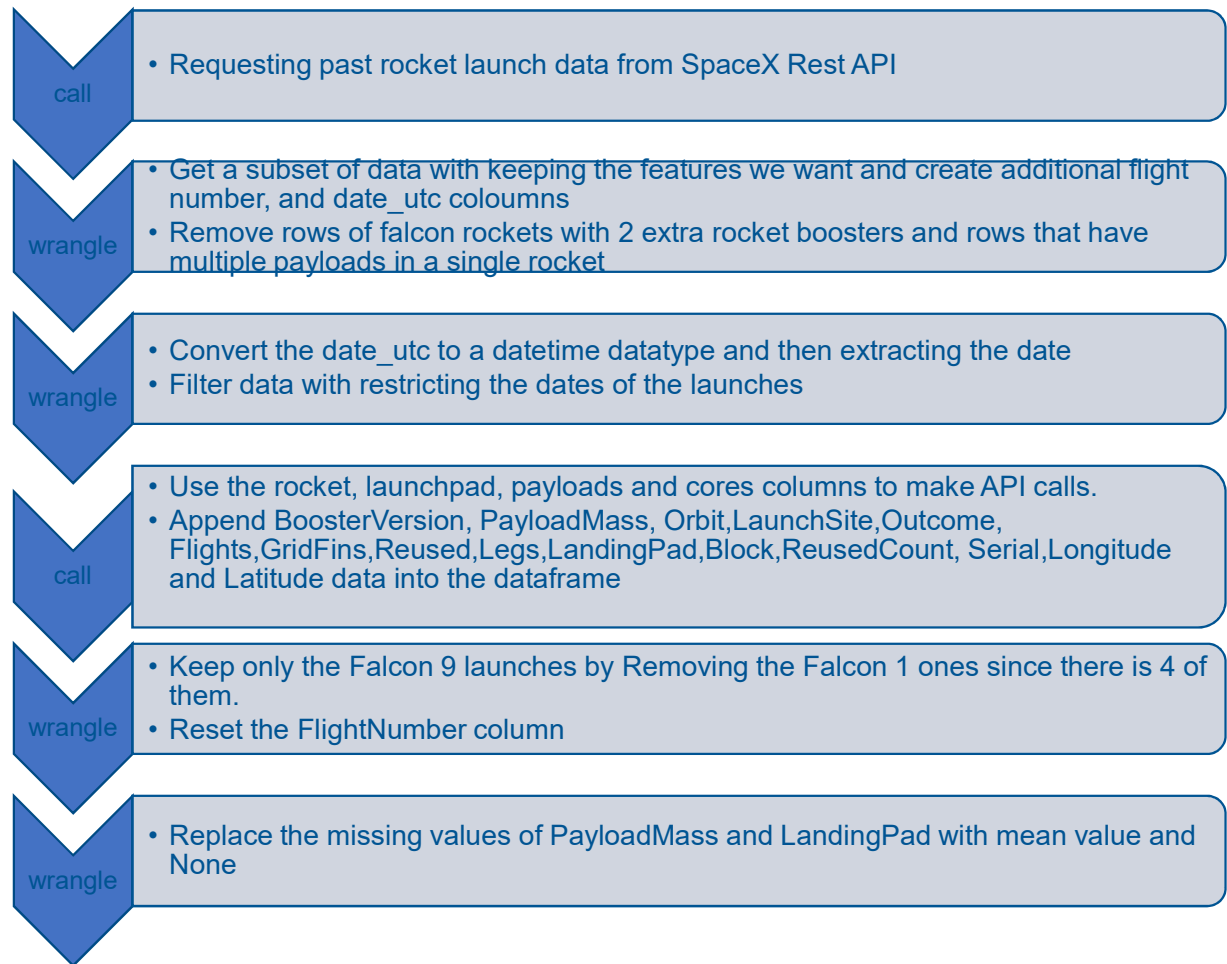 call
• Requesting past rocket launch data from SpaceX Rest API
wrangle
• Get a subset of data with keeping the features we want and create additional flight
number, and date_utc coloumns
• Remove rows of falcon rockets with 2 extra rocket boosters and rows that have
multiple payloads in a single rocket
wrangle
• Convert the date_utc to a datetime datatype and then extracting the date
• Filter data with restricting the dates of the launches
call
• Use the rocket, launchpad, payloads and cores columns to make API calls.
• Append BoosterVersion, PayloadMass, Orbit,LaunchSite,Outcome,
Flights,GridFins,Reused,Legs,LandingPad,Block,ReusedCount, Serial,Longitude
and Latitude data into the dataframe
wrangle
• Keep only the Falcon 9 launches by Removing the Falcon 1 ones since there is 4 of
them.
• Reset the FlightNumber column
wrangle
• Replace the missing values of PayloadMass and LandingPad with mean value and
None